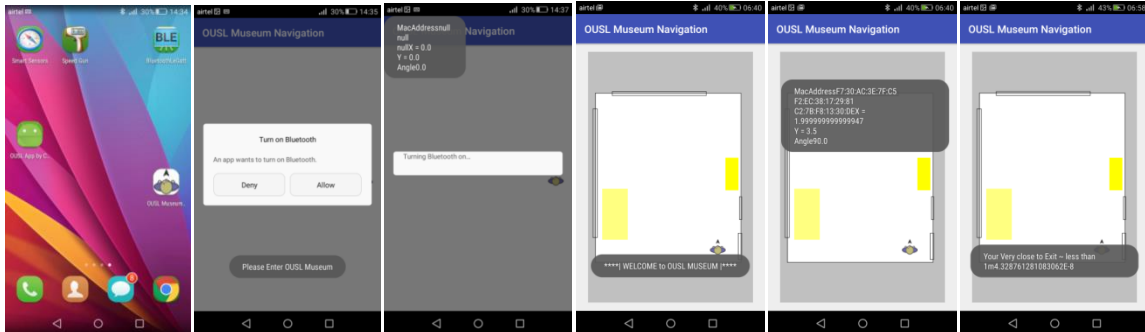 airtel 30% 14:34
BLE
Smart Sensors
Speed Gun
OUSL App by C..
OUSL Museum..
6
airtel 30% 14:35
OUSL Museum Navigation
Turn on Bluetooth
An app wants to turn on Bluetooth.
Deny
Allow
Please Enter OUSL Museum
airtel 30% 14:37
Navigation
MacAddressnull
null
nullX = 0.0
Y = 0.0
Angle0.0
Turning Bluetooth on...
airtel 40% 06:40
OUSL Museum Navigation
****| WELCOME to OUSL MUSEUM |****
airtel 40% 06:40
OUSL Museum Navigation
MacAddressF7:30:AC:3E:7F:C5
F2:EC:38:17:29:81
C2:7B:F8:13:30:DEX =
1.999999999999947
Y = 3.5
Angle90.0
airtel 43% 06:58
OUSL Museum Navigation
Your Very close to Exit ~ less than
1m4.328761281083062E-8